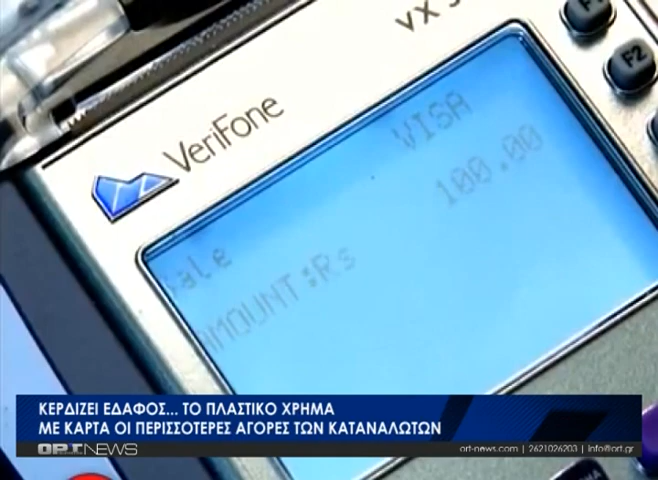 VX
F1
F2
VeriFone
VISA
Sale
100.00
AMOUNT:Rs
ΚΕΡΔΙΖΕΙ ΕΔΑΦΟΣ... ΤΟ ΠΛΑΣΤΙΚΟ ΧΡΗΜΑ
ΜΕ ΚΑΡΤΑ ΟΙ ΠΕΡΙΣΣΟΤΕΡΕΣ ΑΓΟΡΕΣ ΤΩΝ ΚΑΤΑΝΑΛΩΤΩΝ
ORT NEWS
ort-news.com | 2621026203 | info@ort.gr